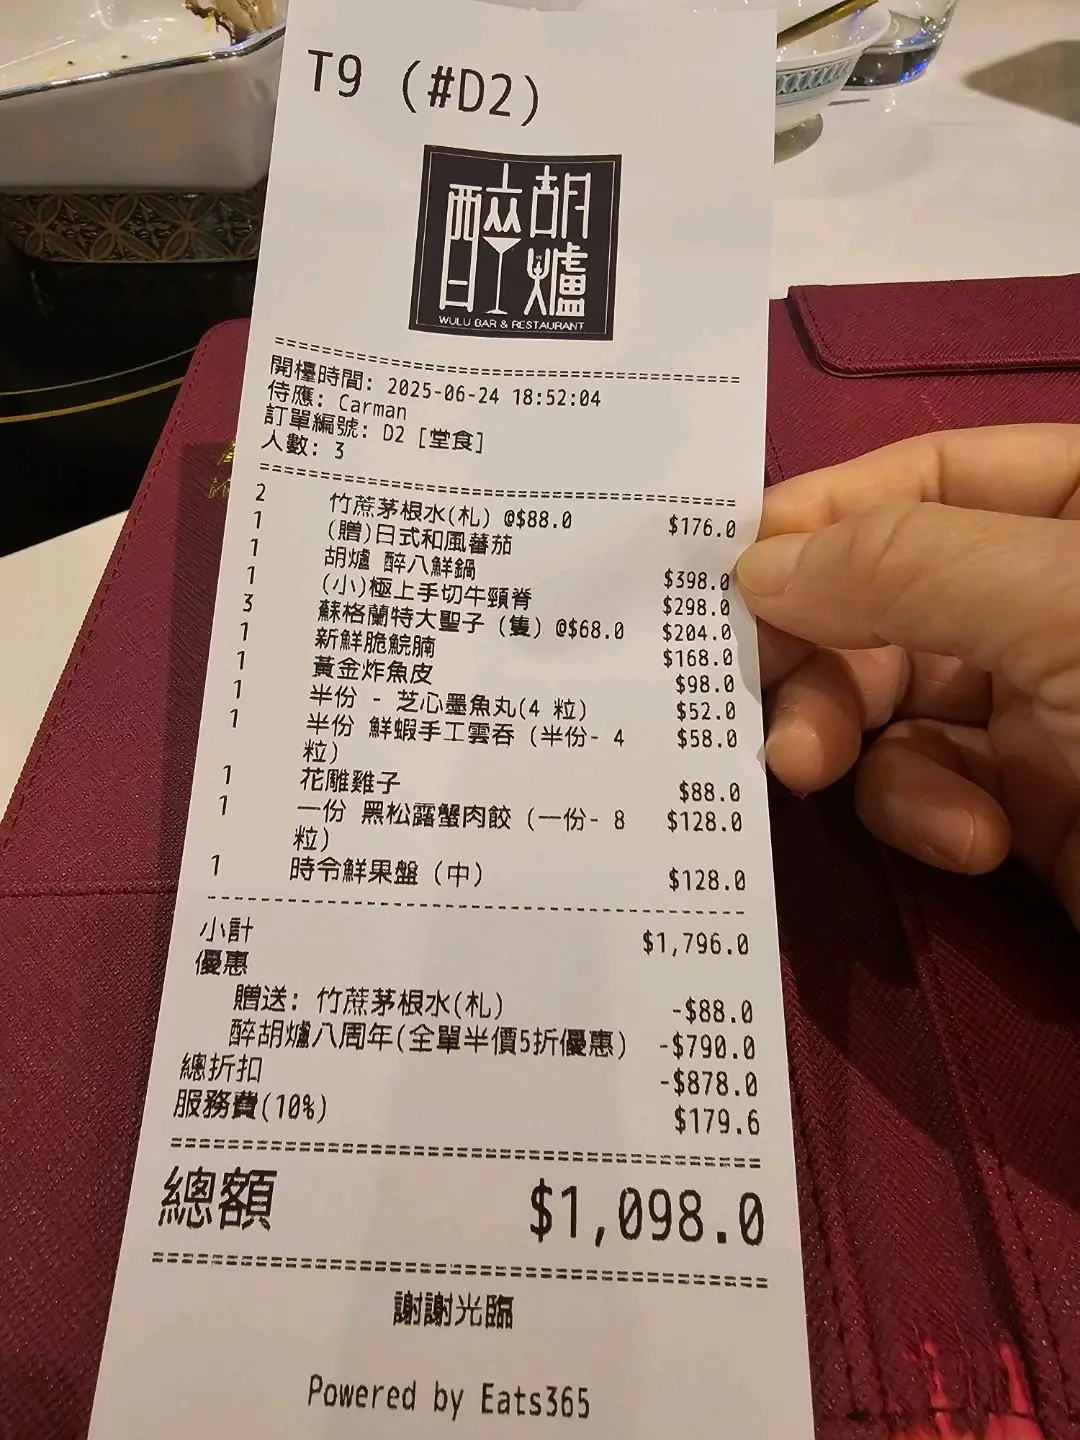 T9 (#D2)
醉胡爐
WULU BAR & RESTAURANT
開檯時間: 2025-06-24 18:52:04
侍應: Carman
訂單編號: D2 [堂食]
人數: 3
2 竹蔗茅根水(札) @$88.0 $176.0
1 (贈)日式和風蕃茄
1 胡爐 醉八鮮鍋 $398.0
1 (小)極上手切牛頸脊 $298.0
3 蘇格蘭特大聖子 (隻) @$68.0 $204.0
1 新鮮脆鯇腩 $168.0
1 黃金炸魚皮 $98.0
1 半份 - 芝心墨魚丸(4 粒) $52.0
1 半份 鮮蝦手工雲吞 (半份- 4 $58.0
粒)
1 花雕雞子 $88.0
1 一份 黑松露蟹肉餃 (一份- 8 $128.0
粒)
1 時令鮮果盤 (中) $128.0
小計 $1,796.0
優惠
贈送: 竹蔗茅根水(札) -$88.0
醉胡爐八周年(全單半價5折優惠) -$790.0
總折扣 -$878.0
服務費(10%) $179.6
總額 $1,098.0
謝謝光臨
Powered by Eats365